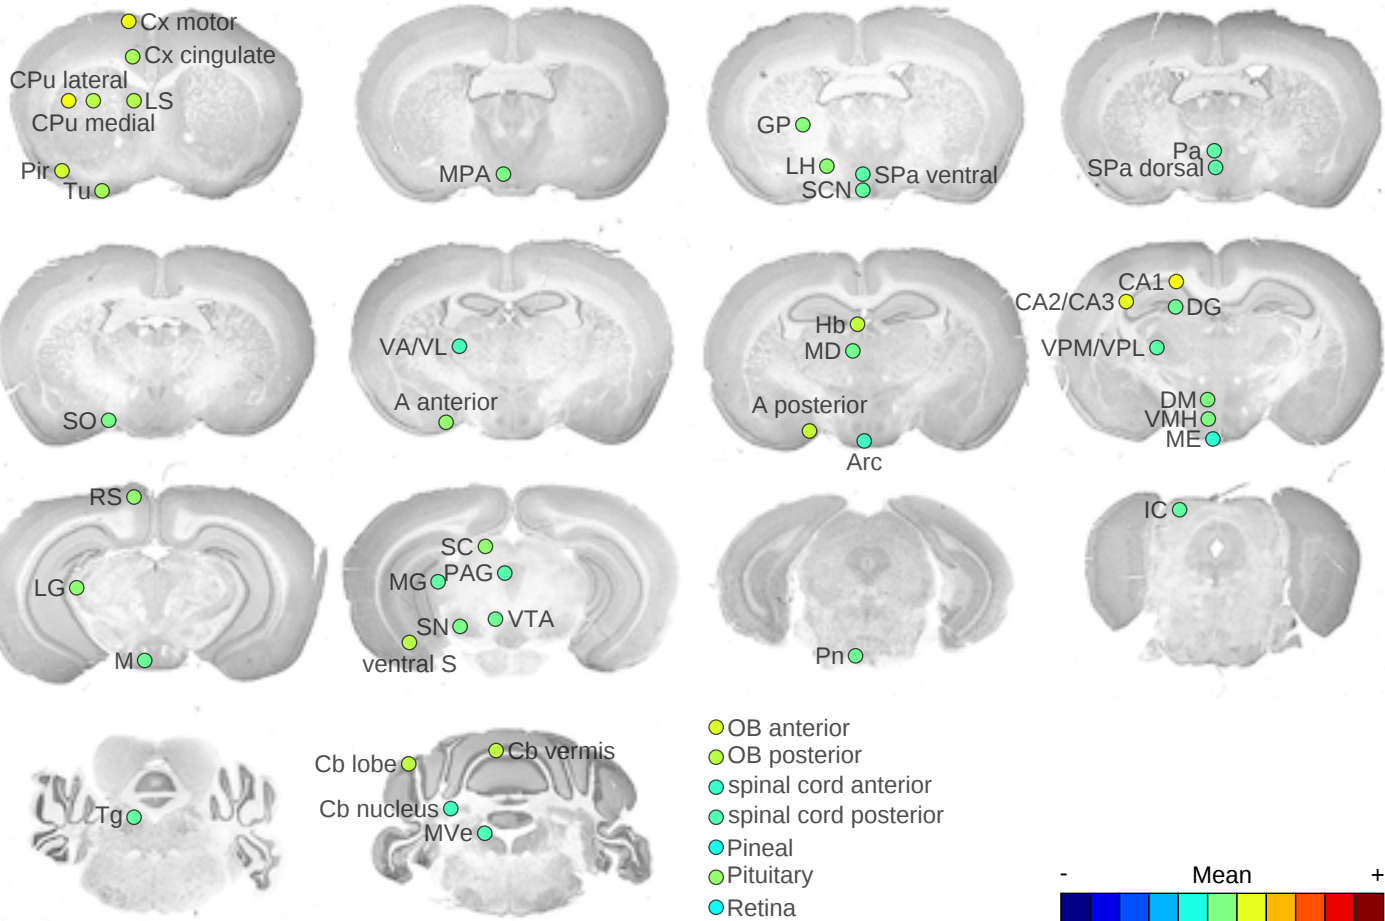 Cx motor
Cx cingulate
CPu lateral
LS
CPu medial
Pir
Tu
MPA
GP
LH
SPa ventral
SCN
Pa
SPa dorsal
SO
VA/VL
A anterior
Hb
MD
A posterior
Arc
CA1
CA2/CA3
DG
VPM/VPL
DM
VMH
ME
RS
LG
M
SC
PAG
MG
VTA
SN
ventral S
Pn
IC
Tg
Cb lobe
Cb vermis
Cb nucleus
MVe
OB anterior
OB posterior
spinal cord anterior
spinal cord posterior
Pineal
Pituitary
Retina
- Mean +